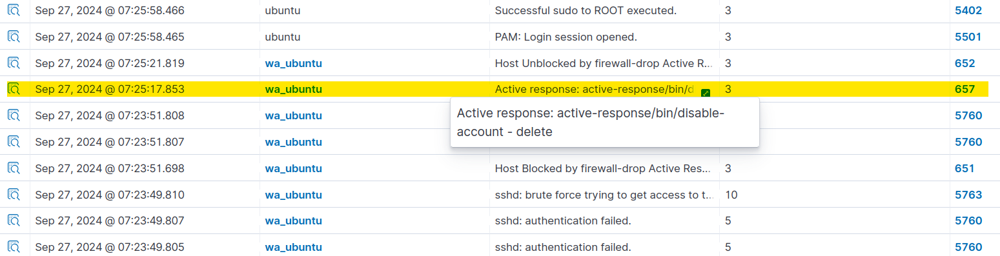 Sep 27, 2024 @ 07:25:58.466 ubuntu Successful sudo to ROOT executed. 3 5402
Sep 27, 2024 @ 07:25:58.465 ubuntu PAM: Login session opened. 3 5501
Sep 27, 2024 @ 07:25:21.819 wa_ubuntu Host Unblocked by firewall-drop Active R... 3 652
Sep 27, 2024 @ 07:25:17.853 wa_ubuntu Active response: active-response/bin/d 3 657
Active response: active-response/bin/disable-
account - delete
Sep 27, 2024 @ 07:23:51.808 wa_ubuntu 5760
Sep 27, 2024 @ 07:23:51.807 wa_ubuntu 5760
Sep 27, 2024 @ 07:23:51.698 wa_ubuntu Host Blocked by firewall-drop Active Res... 3 651
Sep 27, 2024 @ 07:23:49.810 wa_ubuntu sshd: brute force trying to get access to t... 10 5763
Sep 27, 2024 @ 07:23:49.807 wa_ubuntu sshd: authentication failed. 5 5760
Sep 27, 2024 @ 07:23:49.805 wa_ubuntu sshd: authentication failed. 5 5760